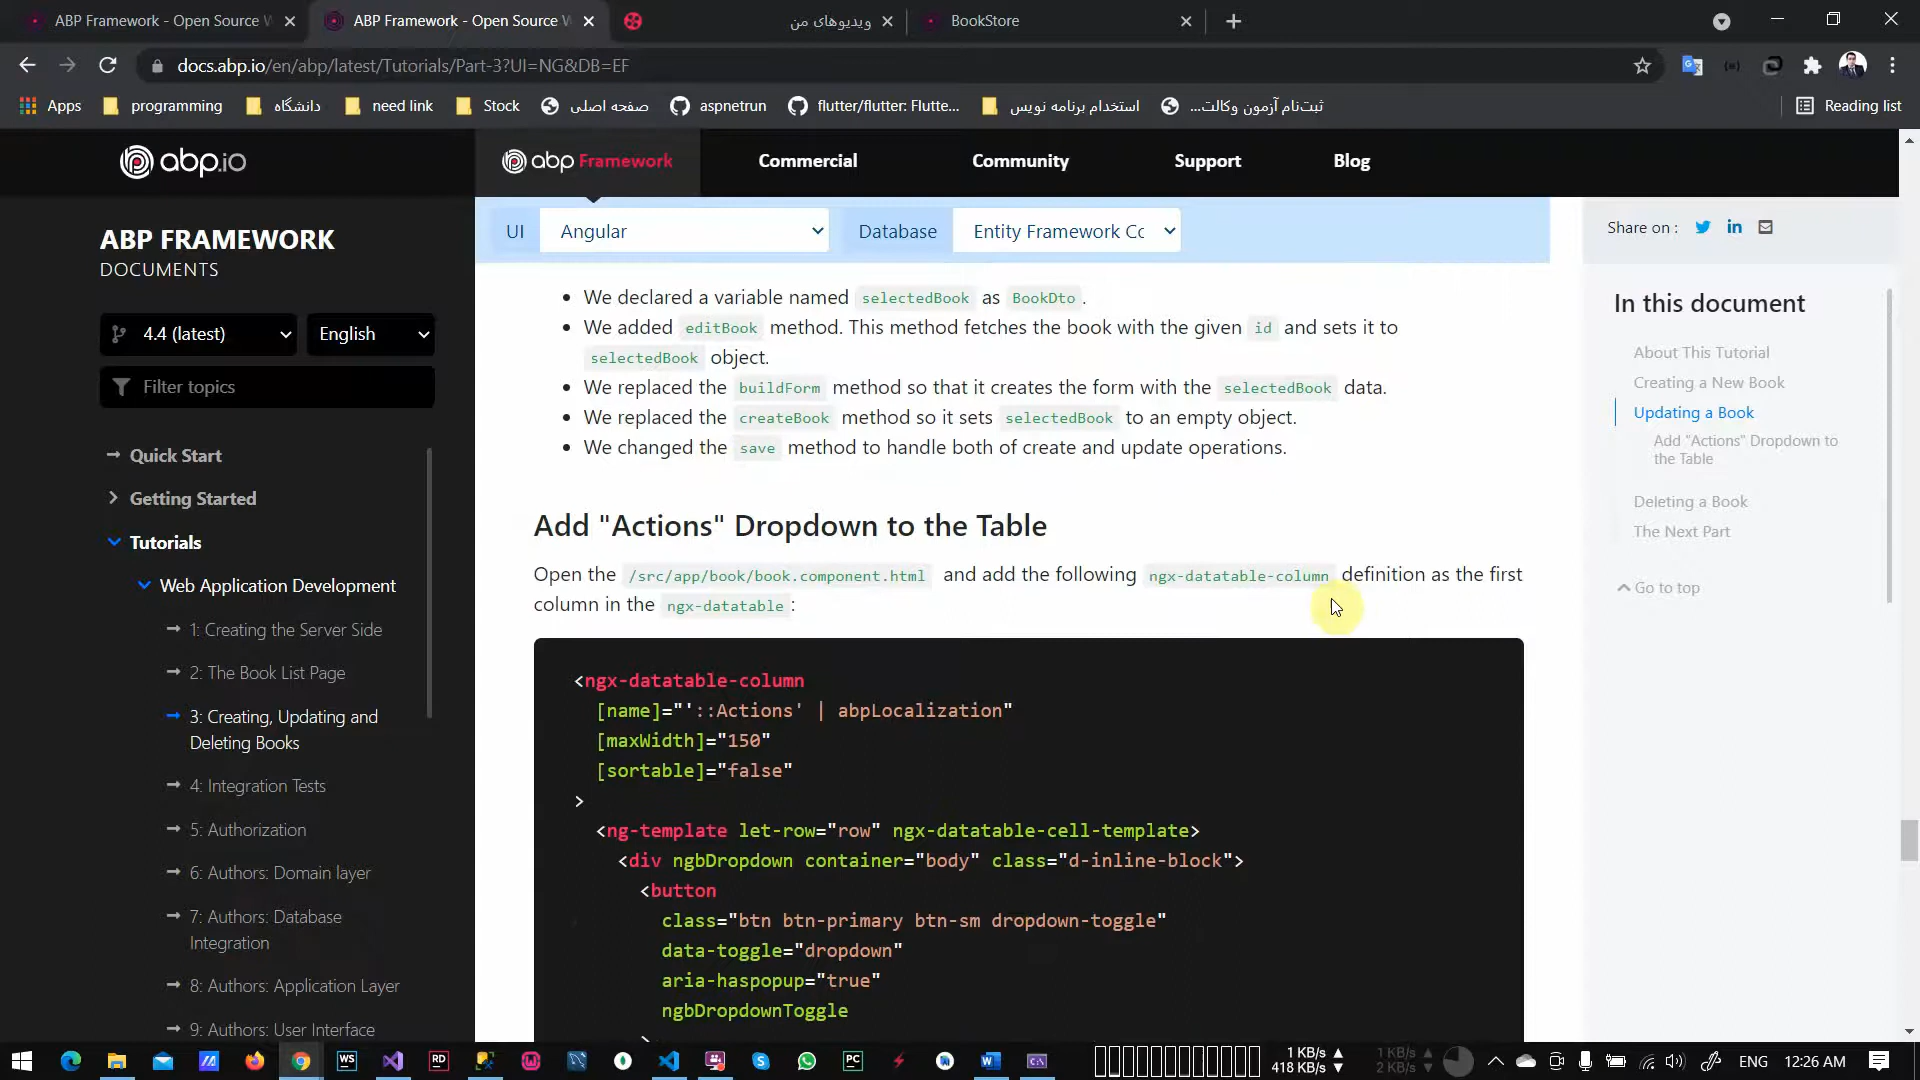 ABP Framework - Open Source W
ABP Framework - Open Source W
ویدیوهای من
BookStore
docs.abp.io/en/abp/latest/Tutorials/Part-3?UI=NG&DB=EF
Apps
programming
دانشگاه
need link
Stock
صفحه اصلی
aspnetrun
flutter/flutter: Flutte...
استخدام برنامه نویس
ثبت‌نام آزمون وکالت...
Reading list
abp.io
abp Framework
Commercial
Community
Support
Blog
ABP FRAMEWORK
DOCUMENTS
4.4 (latest)
English
Filter topics
Quick Start
Getting Started
Tutorials
Web Application Development
1: Creating the Server Side
2: The Book List Page
3: Creating, Updating and
Deleting Books
4: Integration Tests
5: Authorization
6: Authors: Domain layer
7: Authors: Database
Integration
8: Authors: Application Layer
9: Authors: User Interface
UI
Angular
Database
Entity Framework Cc
We declared a variable named selectedBook as BookDto .
We added editBook method. This method fetches the book with the given id and sets it to
selectedBook object.
We replaced the buildForm method so that it creates the form with the selectedBook data.
We replaced the createBook method so it sets selectedBook to an empty object.
We changed the save method to handle both of create and update operations.
Add "Actions" Dropdown to the Table
Open the /src/app/book/book.component.html and add the following ngx-datatable-column definition as the first
column in the ngx-datatable :
<ngx-datatable-column
[name]="'::Actions' | abpLocalization"
[maxWidth]="150"
[sortable]="false"
>
<ng-template let-row="row" ngx-datatable-cell-template>
<div ngbDropdown container="body" class="d-inline-block">
<button
class="btn btn-primary btn-sm dropdown-toggle"
data-toggle="dropdown"
aria-haspopup="true"
ngbDropdownToggle
>
Share on :
In this document
About This Tutorial
Creating a New Book
Updating a Book
Add "Actions" Dropdown to
the Table
Deleting a Book
The Next Part
Go to top
WS
RD
PC
1 KB/s
418 KB/s
1 KB/s
2 KB/s
ENG
12:26 AM